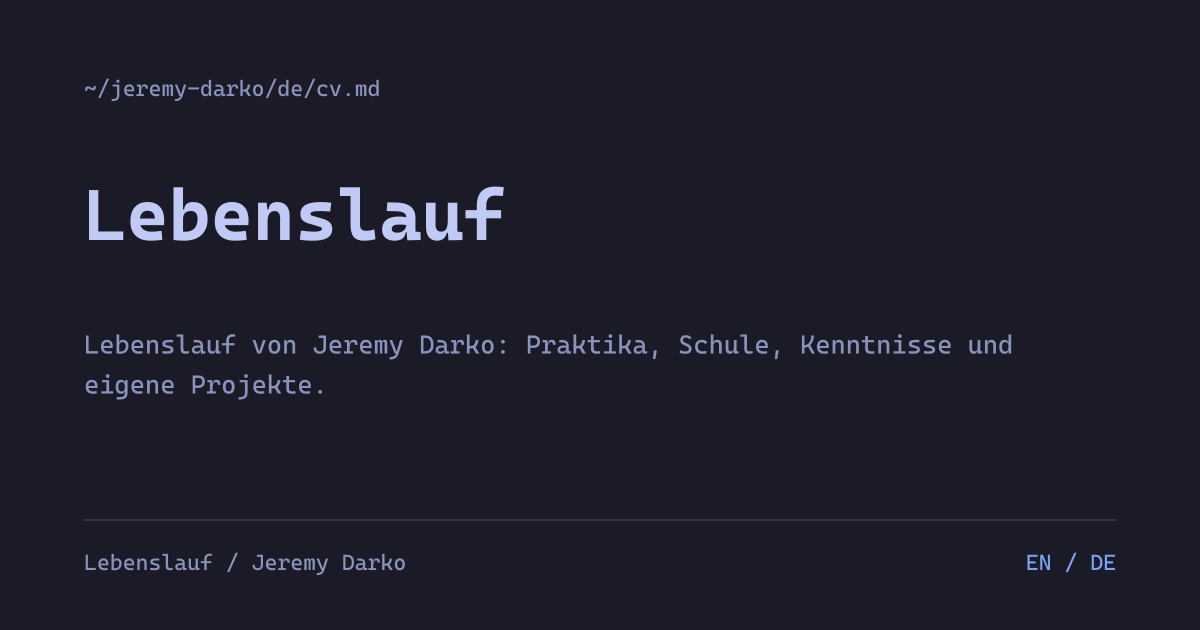 ~/jeremy-darko/de/cv.md
Lebenslauf
Lebenslauf von Jeremy Darko: Praktika, Schule, Kenntnisse und
eigene Projekte.
Lebenslauf / Jeremy Darko
EN / DE